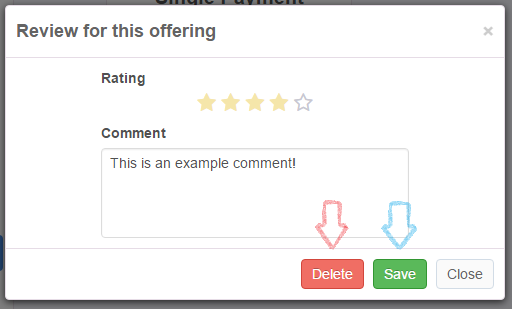 Single Payment
Review for this offering
×
Rating
Comment
This is an example comment!
Delete
Save
Close